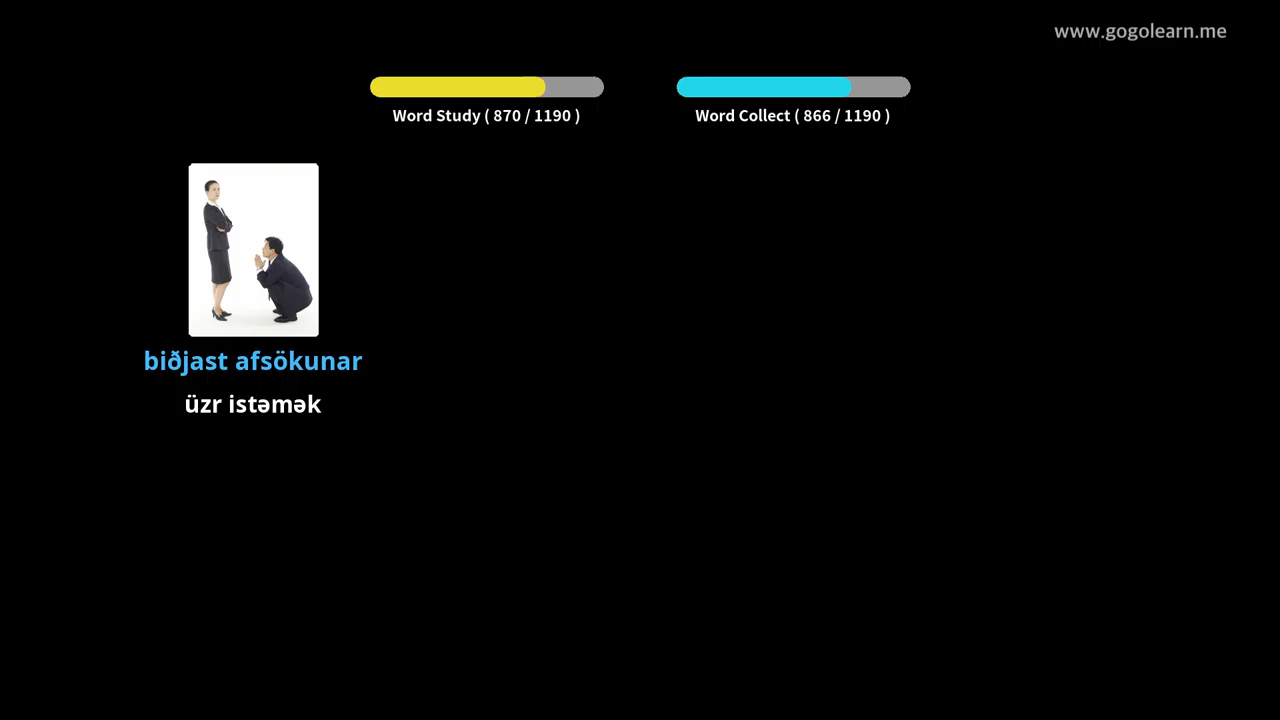 www.gogolearn.me
Word Study ( 870 / 1190 )
Word Collect ( 866 / 1190 )
biðjast afsökunar
üzr istəmək